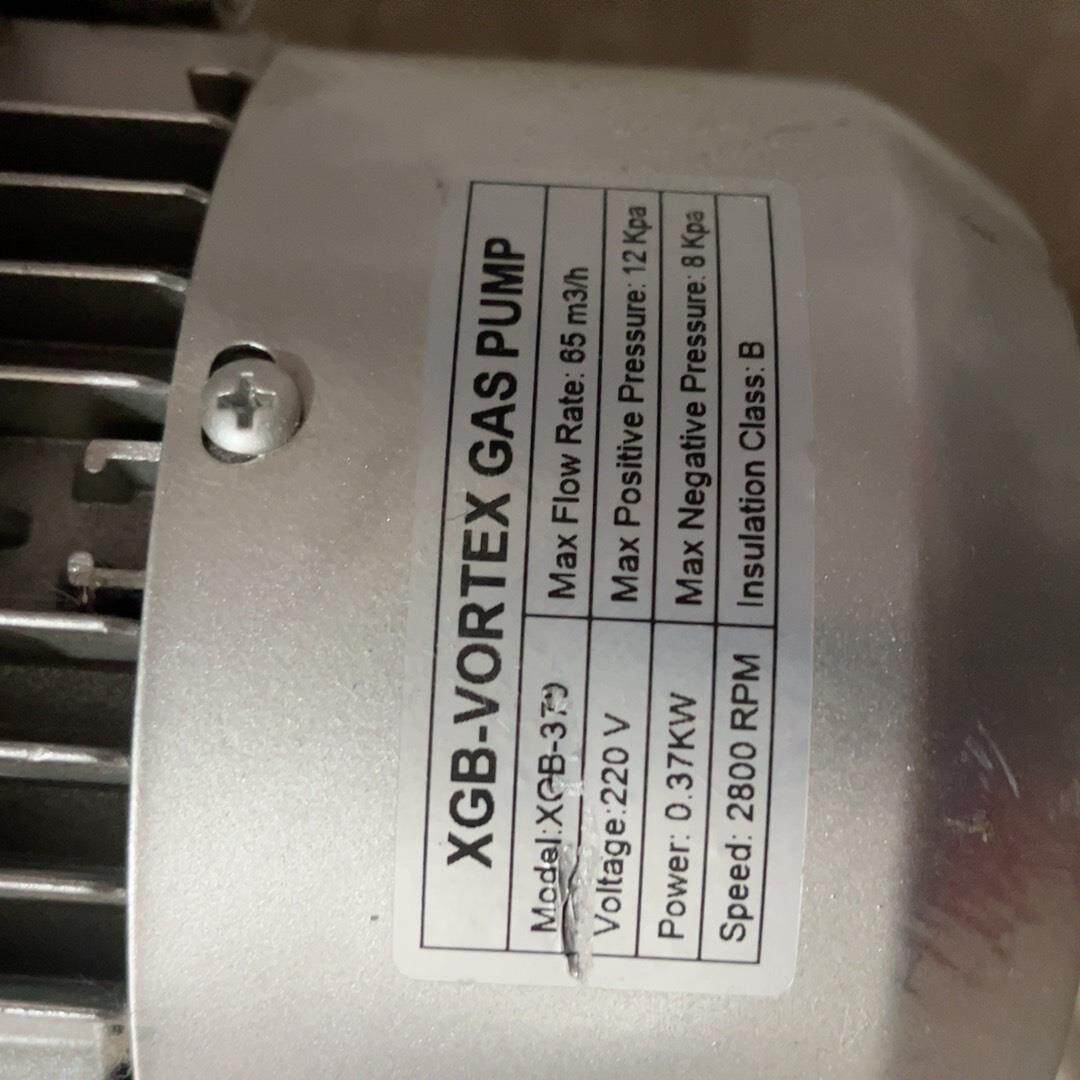 XGB-VORTEX GAS PUMP
Model:XGB-370 Max Flow Rate: 65 m3/h
Voltage:220 V Max Positive Pressure: 12 Kpa
Power: 0.37KW Max Negative Pressure: 8 Kpa
Speed: 2800 RPM Insulation Class: B